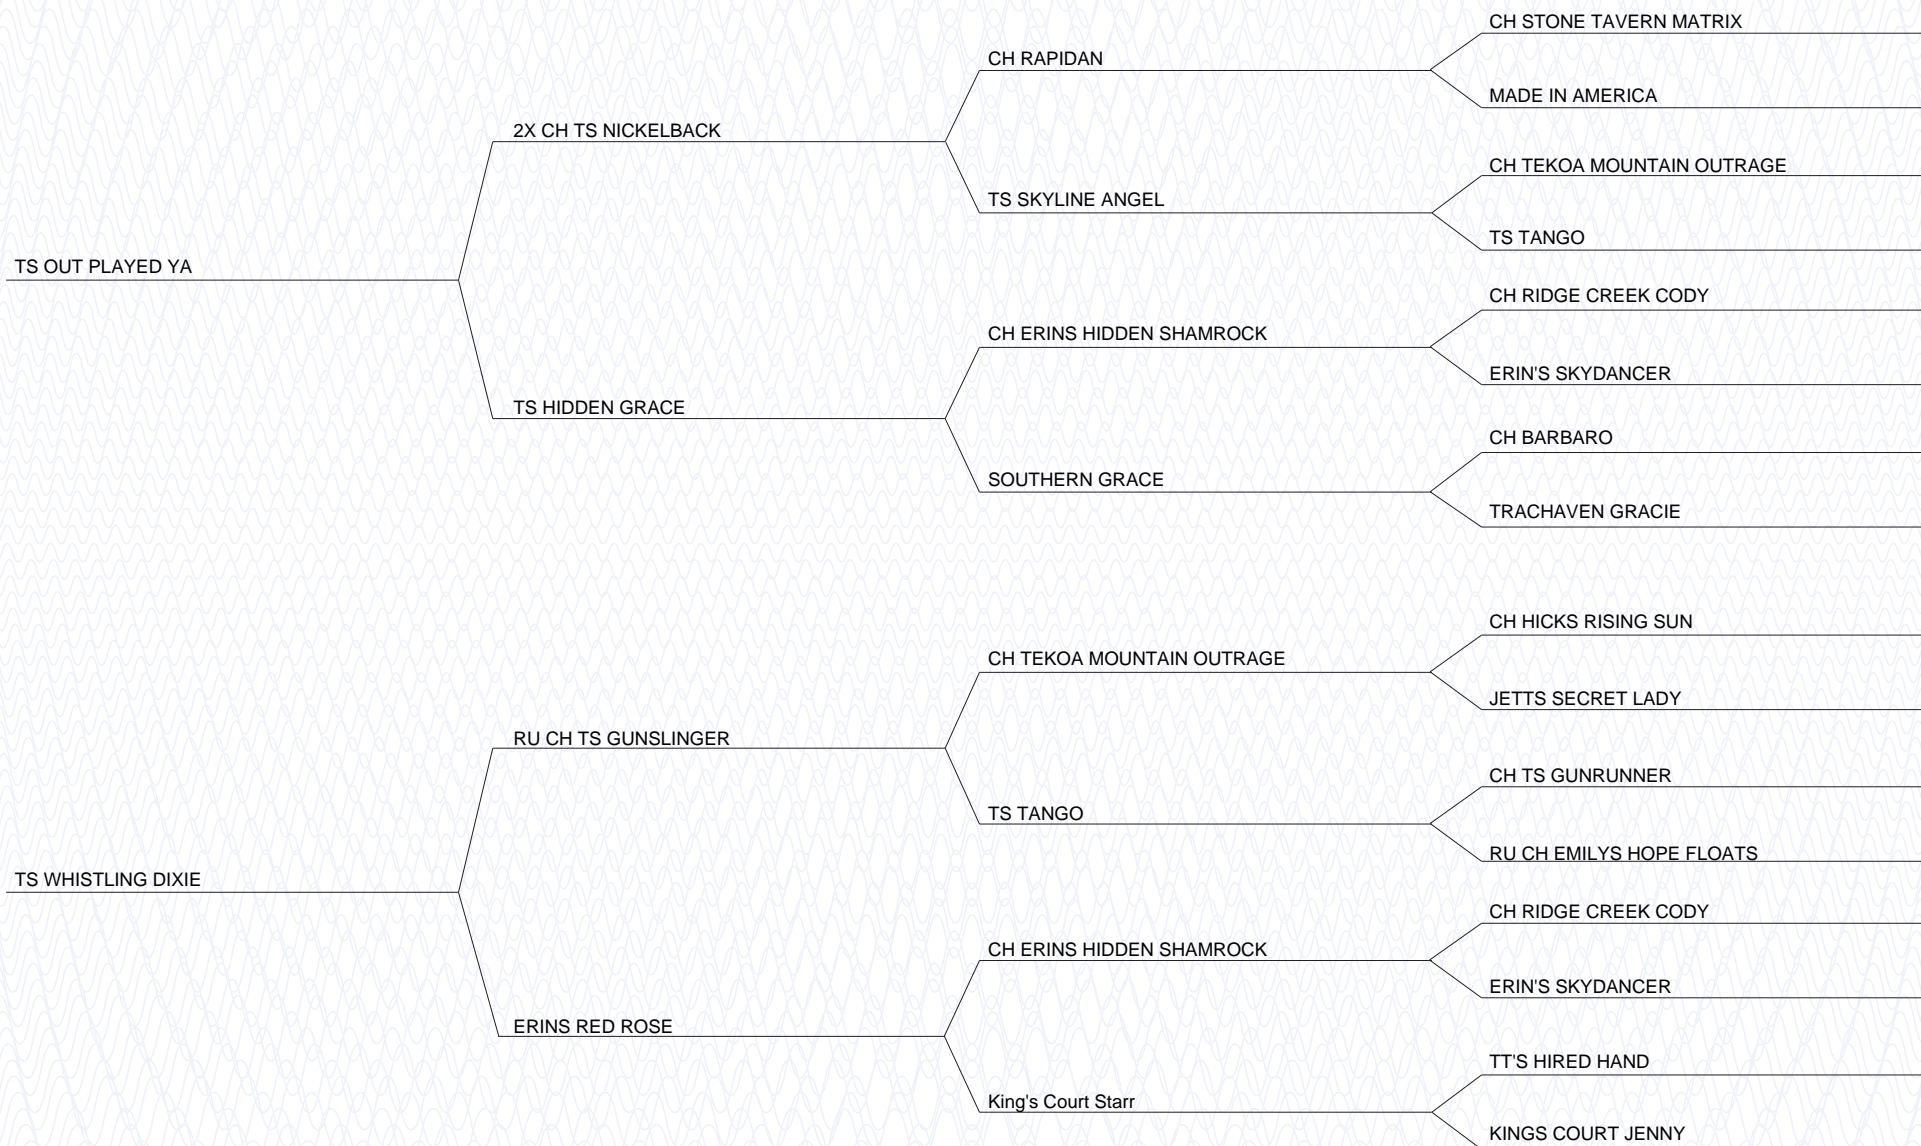 CH STONE TAVERN MATRIX
CH RAPIDAN
MADE IN AMERICA
2X CH TS NICKELBACK
CH TEKOA MOUNTAIN OUTRAGE
TS SKYLINE ANGEL
TS TANGO
TS OUT PLAYED YA
CH RIDGE CREEK CODY
CH ERINS HIDDEN SHAMROCK
ERIN'S SKYDANCER
TS HIDDEN GRACE
CH BARBARO
SOUTHERN GRACE
TRACHAVEN GRACIE
CH HICKS RISING SUN
CH TEKOA MOUNTAIN OUTRAGE
JETTS SECRET LADY
RU CH TS GUNSLINGER
CH TS GUNRUNNER
TS TANGO
RU CH EMILYS HOPE FLOATS
TS WHISTLING DIXIE
CH RIDGE CREEK CODY
CH ERINS HIDDEN SHAMROCK
ERIN'S SKYDANCER
ERINS RED ROSE
TT'S HIRED HAND
King's Court Starr
KINGS COURT JENNY